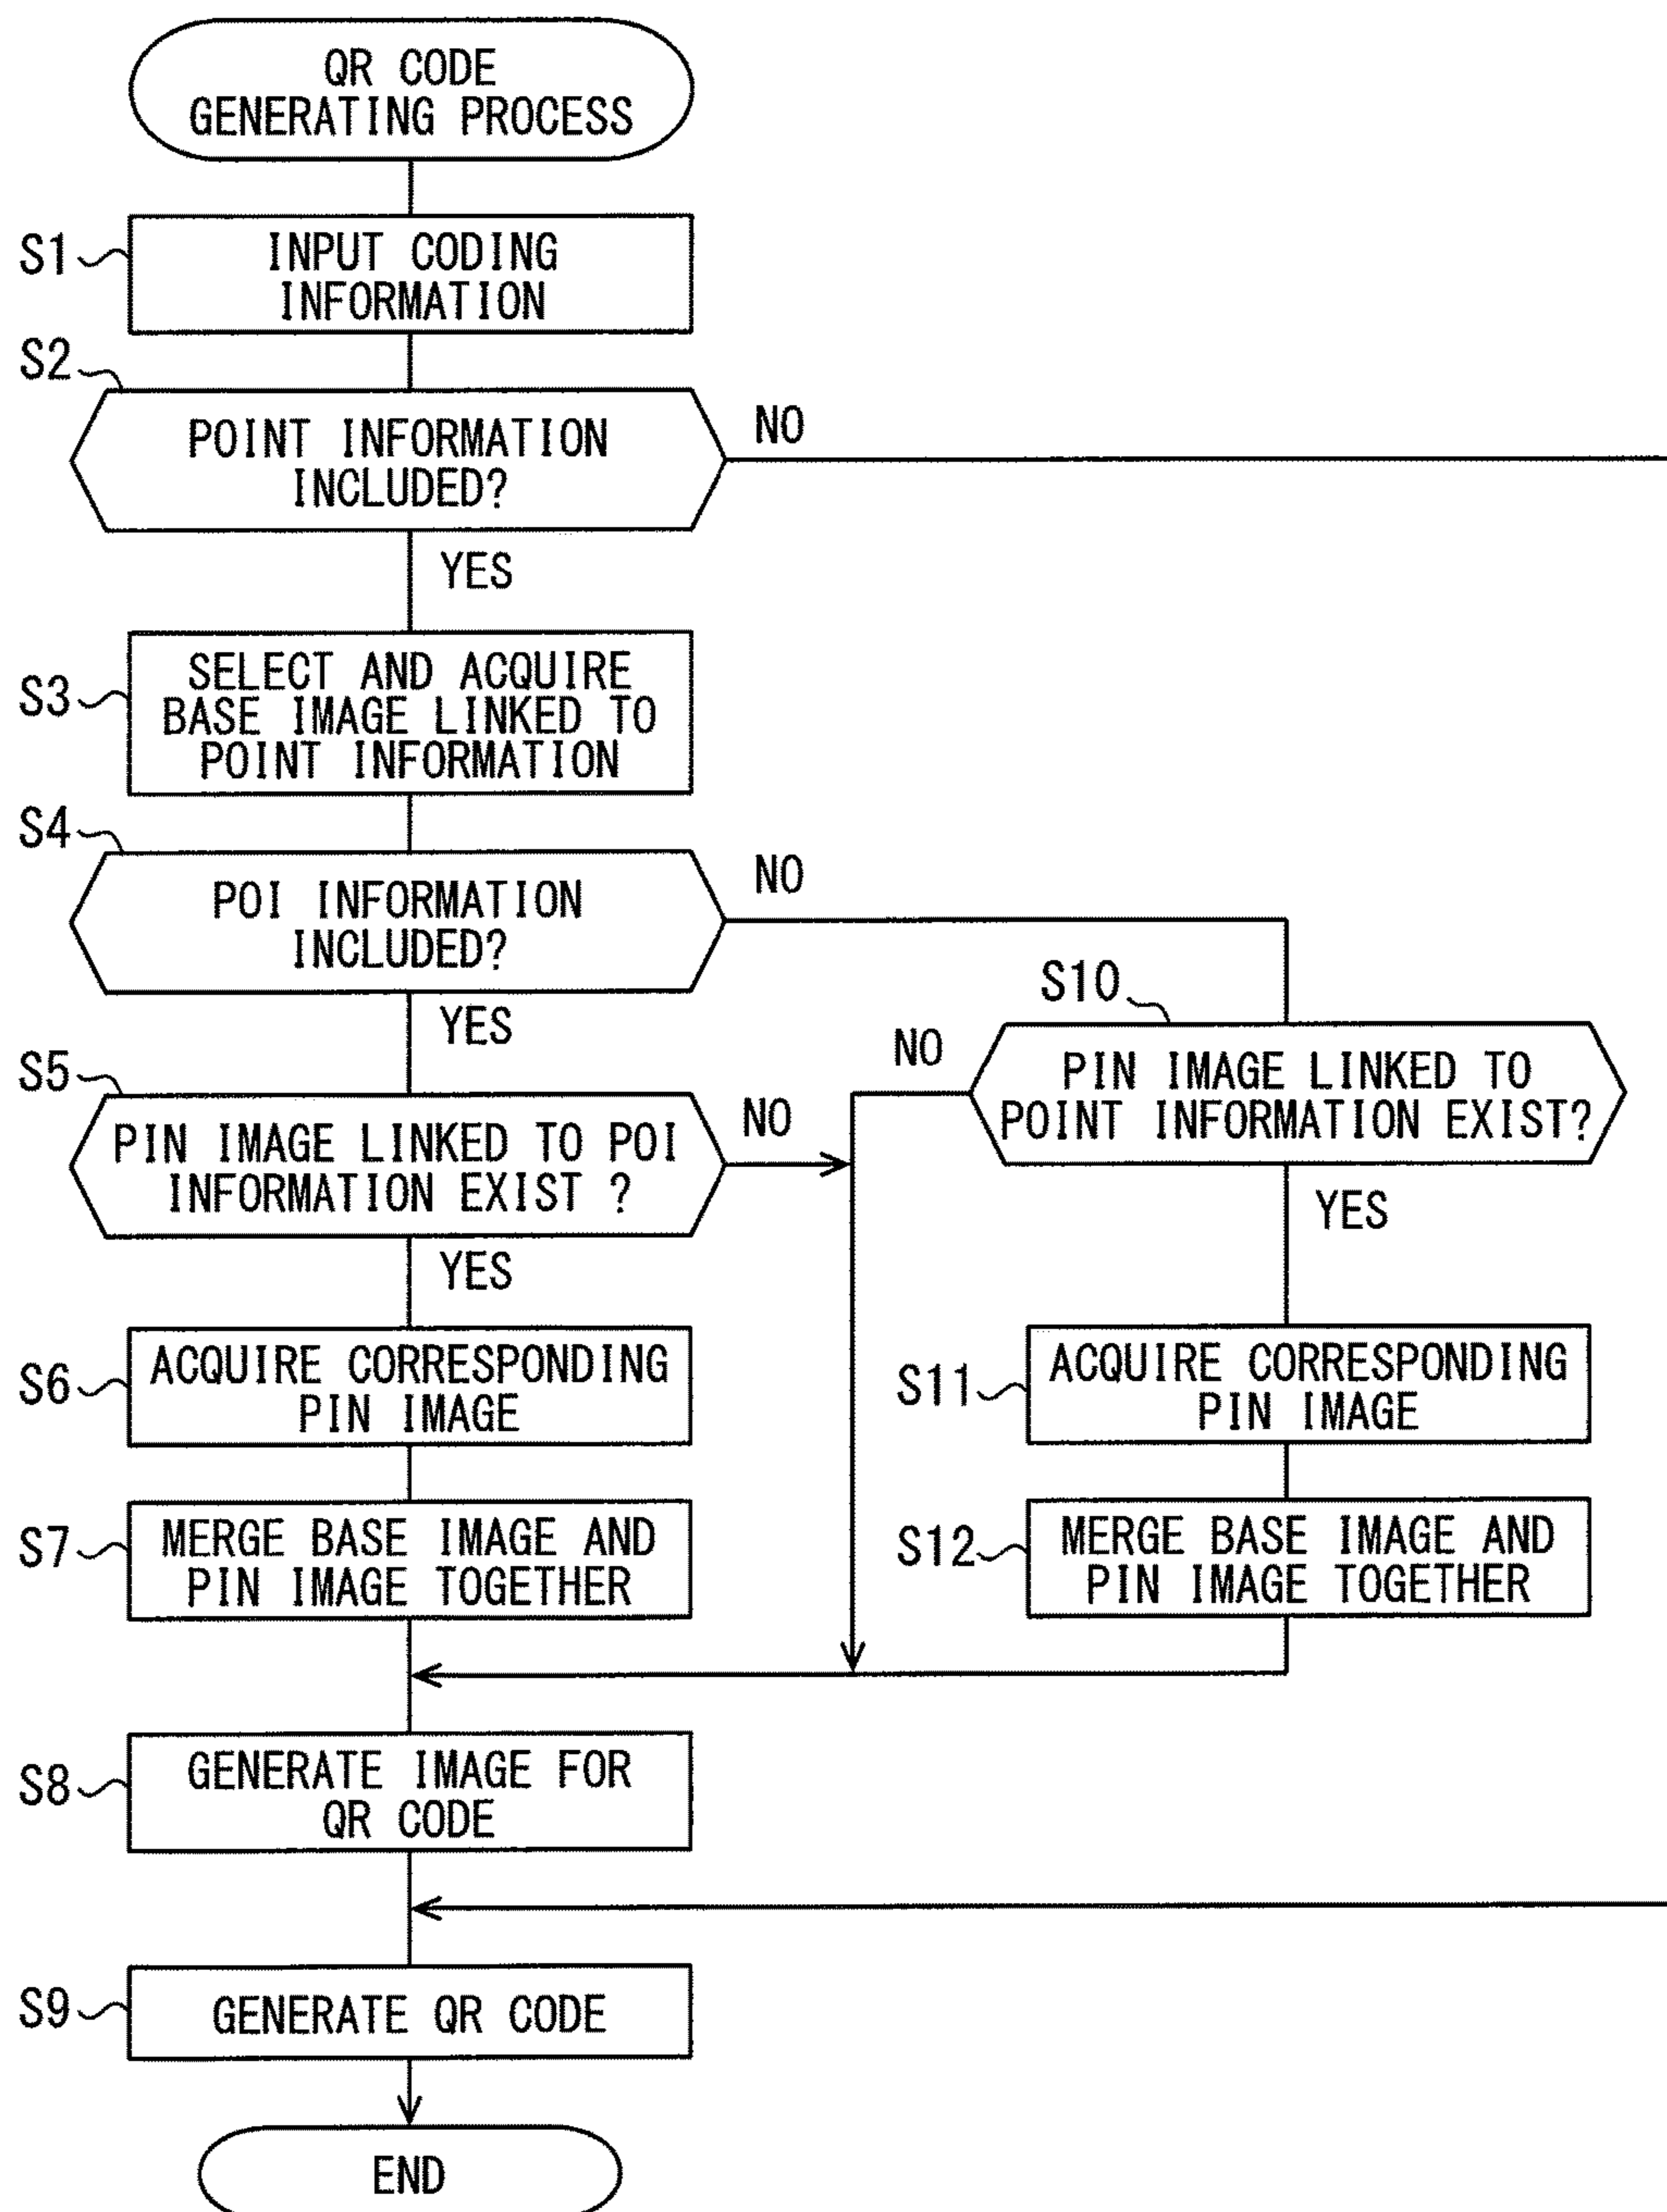 QR CODE
GENERATING PROCESS
S1
INPUT CODING
INFORMATION
S2
POINT INFORMATION
INCLUDED?
NO
YES
S3
SELECT AND ACQUIRE
BASE IMAGE LINKED TO
POINT INFORMATION
S4
POI INFORMATION
INCLUDED?
NO
YES
S10
PIN IMAGE LINKED TO
POINT INFORMATION EXIST?
NO
YES
S5
PIN IMAGE LINKED TO POI
INFORMATION EXIST ?
NO
YES
S6
ACQUIRE CORRESPONDING
PIN IMAGE
S11
ACQUIRE CORRESPONDING
PIN IMAGE
S7
MERGE BASE IMAGE AND
PIN IMAGE TOGETHER
S12
MERGE BASE IMAGE AND
PIN IMAGE TOGETHER
S8
GENERATE IMAGE FOR
QR CODE
S9
GENERATE QR CODE
END